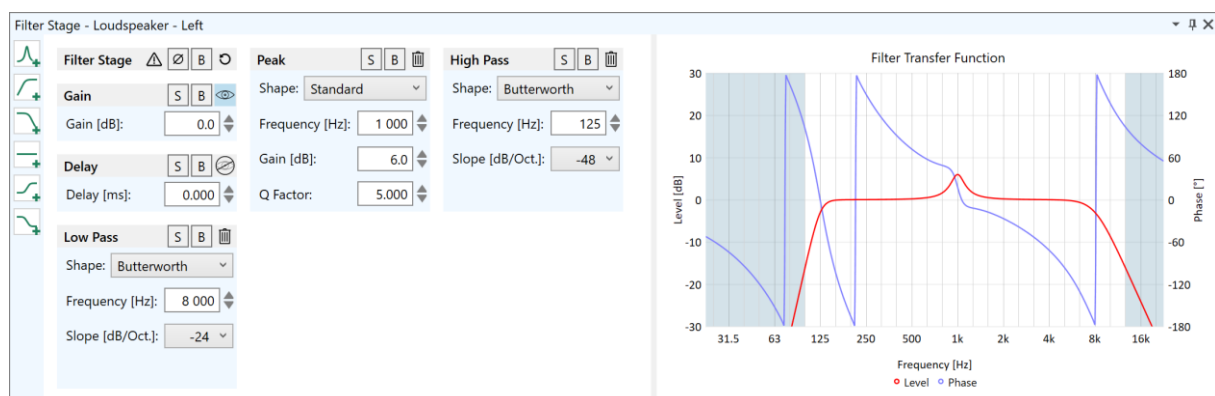 Filter Stage - Loudspeaker - Left
Filter Stage Ø B
Gain S B
Gain [dB]: 0.0
Delay S B
Delay [ms]: 0.000
Low Pass S B
Shape: Butterworth
Frequency [Hz]: 8 000
Slope [dB/Oct.]: -24
Peak S B
Shape: Standard
Frequency [Hz]: 1 000
Gain [dB]: 6.0
Q Factor: 5.000
High Pass S B
Shape: Butterworth
Frequency [Hz]: 125
Slope [dB/Oct.]: -48
Filter Transfer Function
30 180
20 120
10 60
0 0
-10 -60
-20 -120
-30 -180
Level [dB]
Phase [°]
31.5 63 125 250 500 1k 2k 4k 8k 16k
Frequency [Hz]
Level Phase